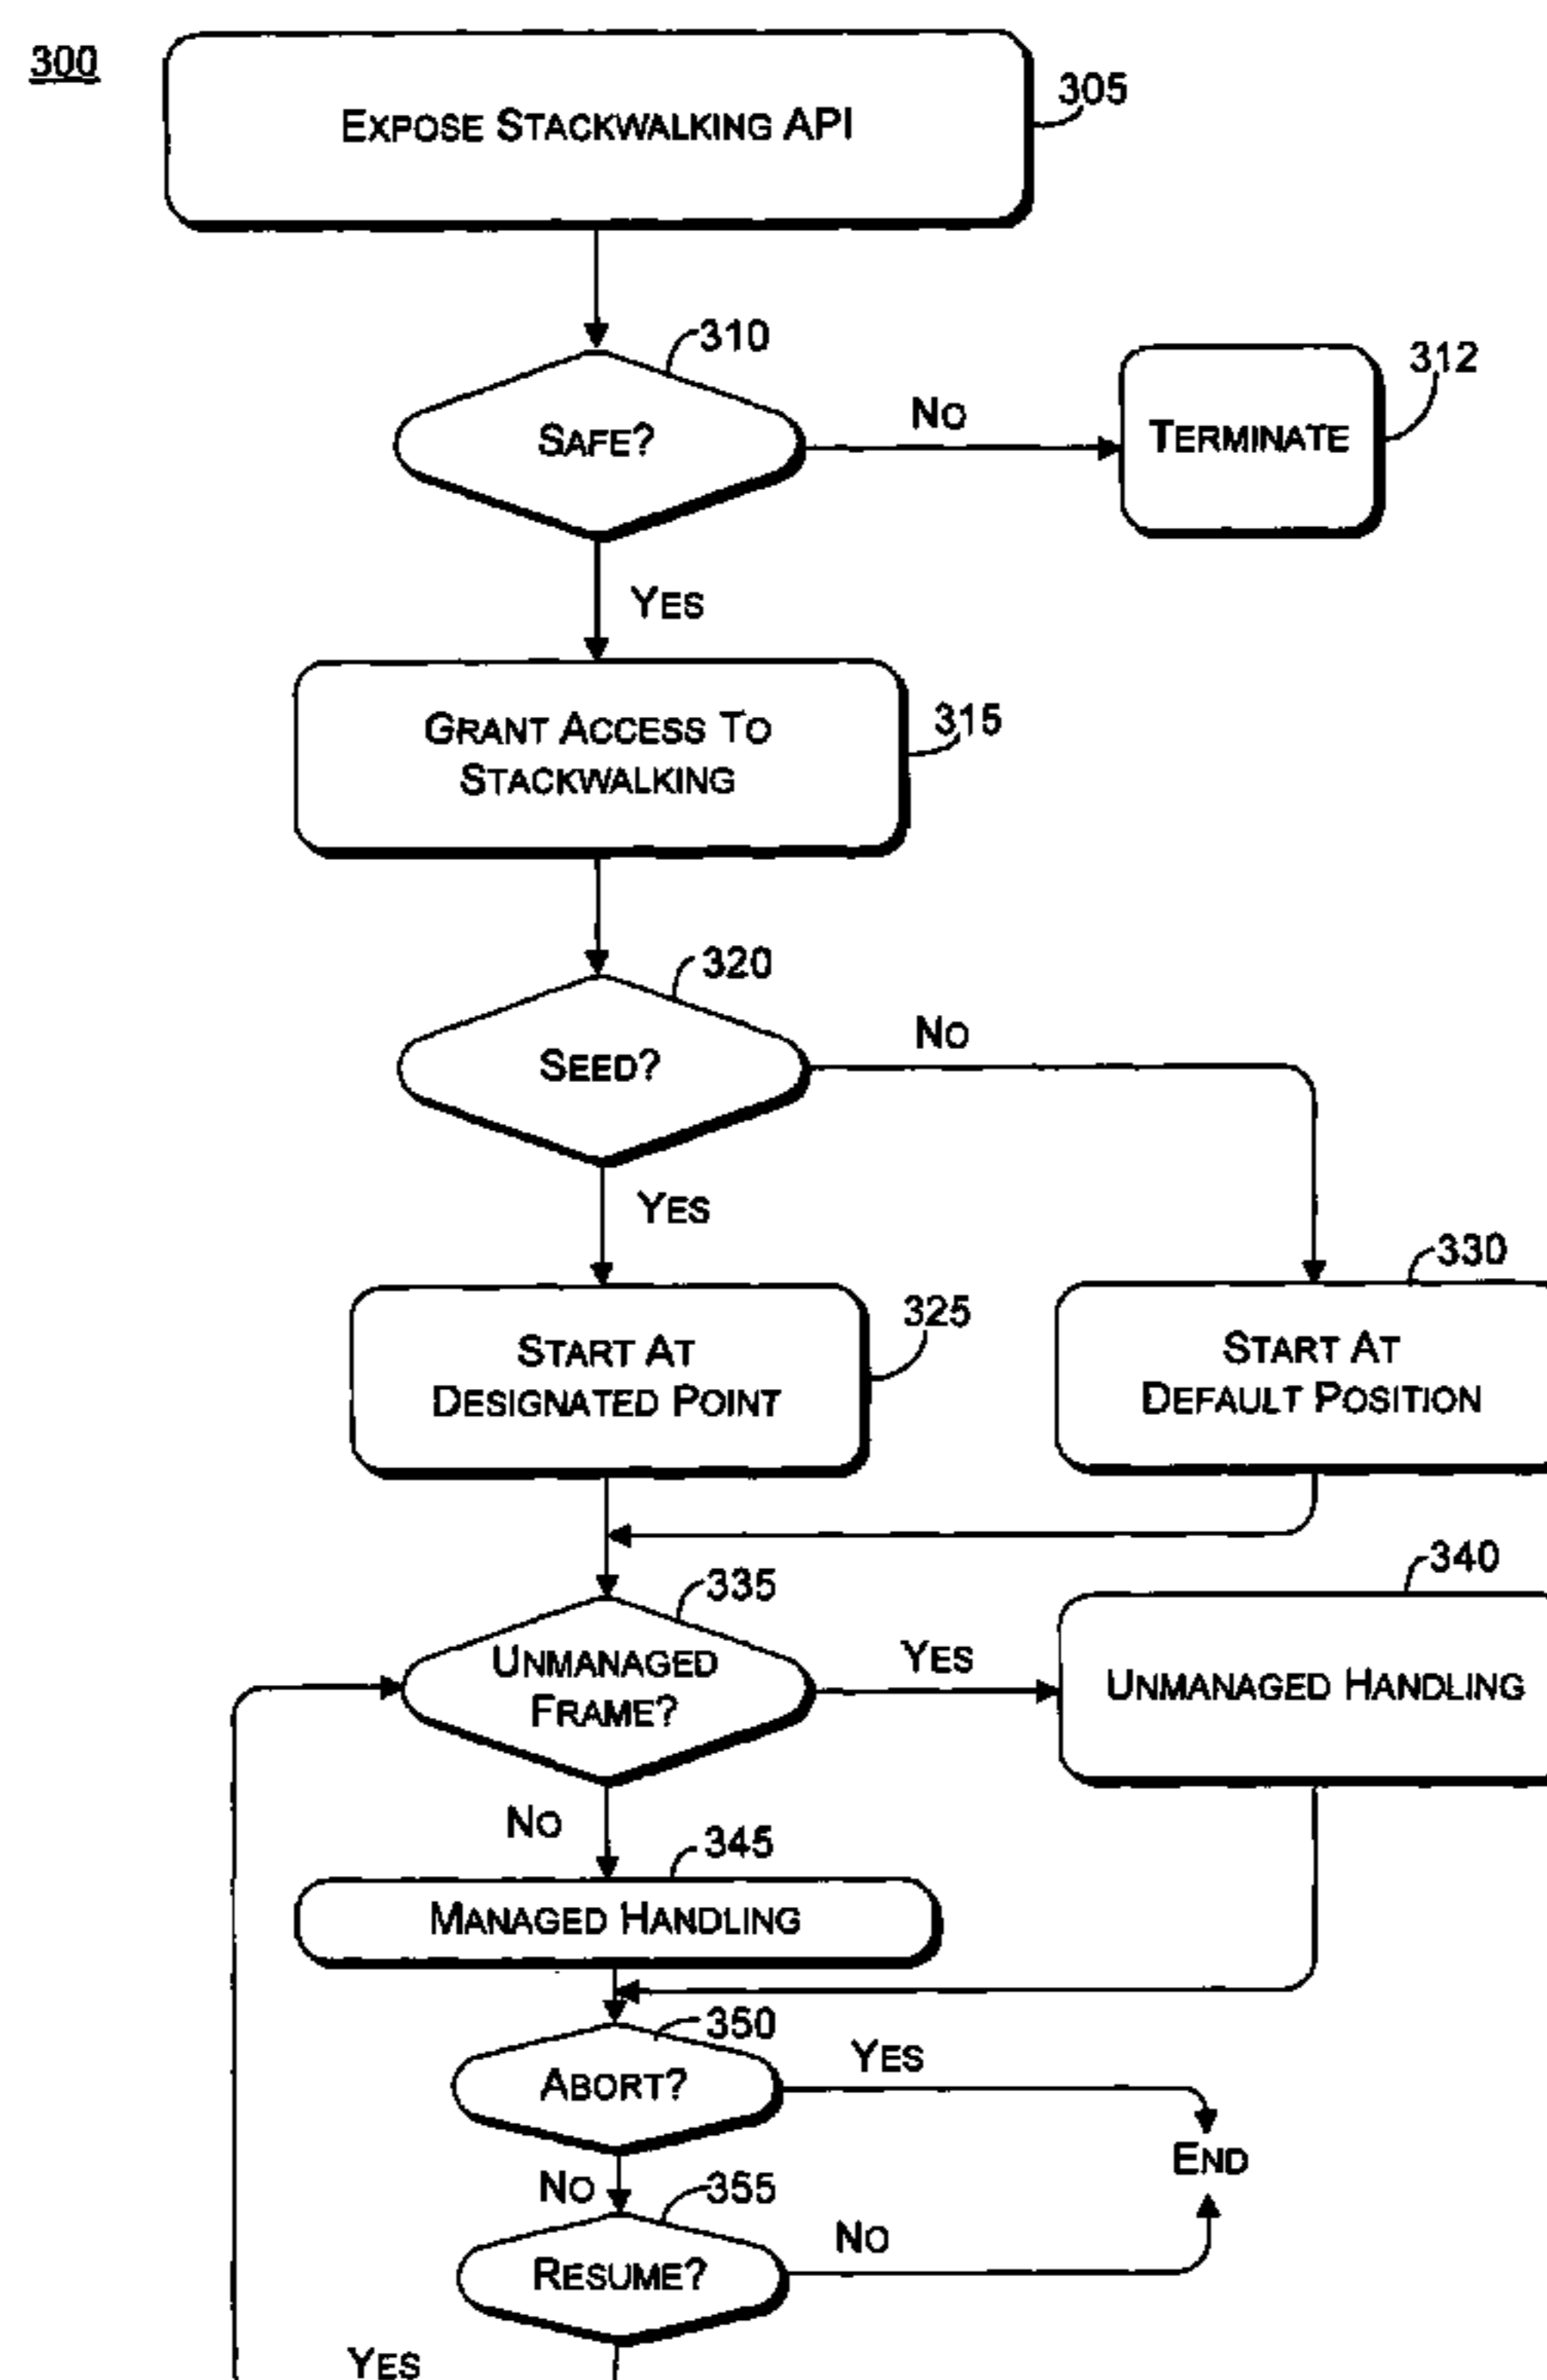 300
EXPOSE STACKWALKING API
305
310
SAFE?
NO
312
TERMINATE
YES
GRANT ACCESS TO
STACKWALKING
315
320
SEED?
NO
YES
325
START AT
DESIGNATED POINT
330
START AT
DEFAULT POSITION
335
UNMANAGED
FRAME?
YES
340
UNMANAGED HANDLING
NO
345
MANAGED HANDLING
350
ABORT?
YES
END
NO
355
RESUME?
NO
YES